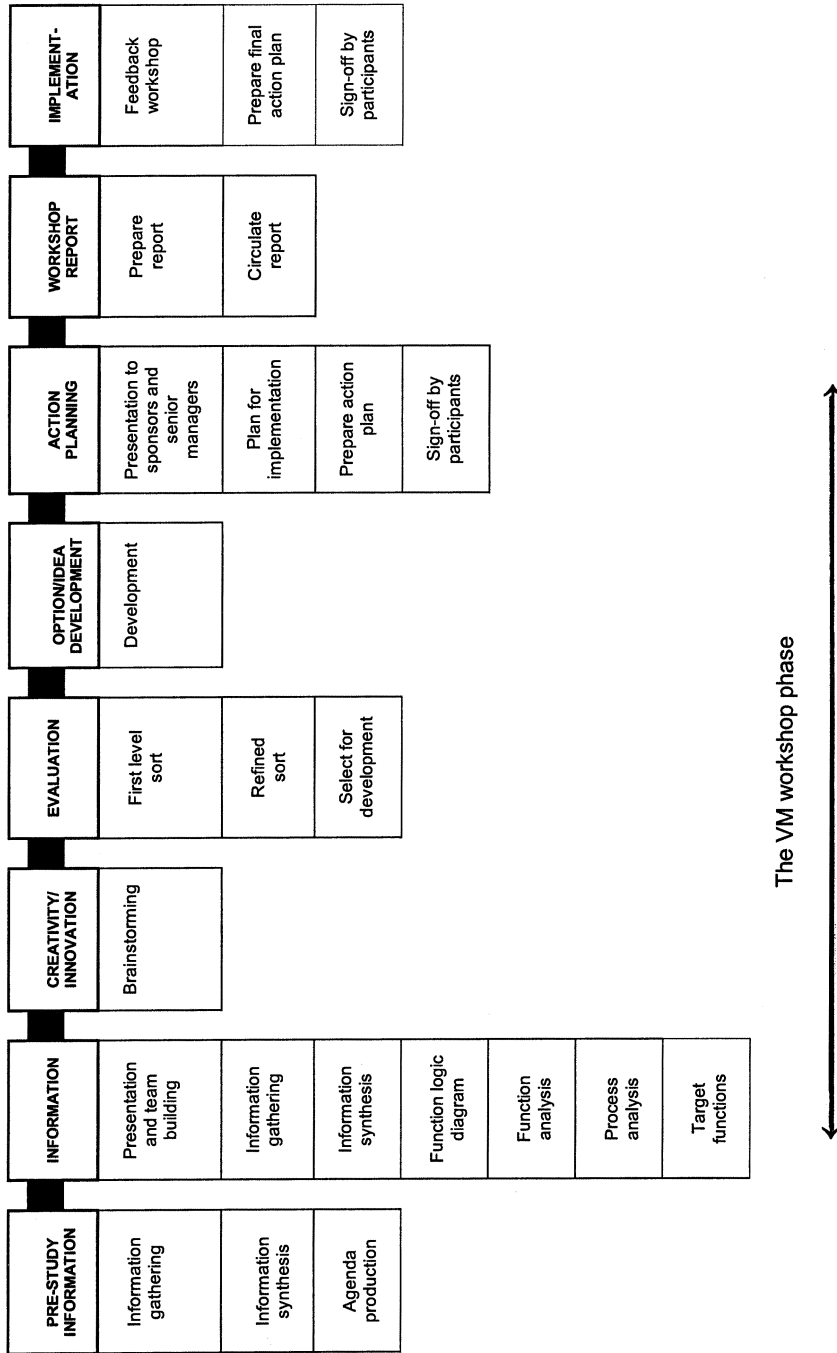 PRE-STUDY
INFORMATION
Information
gathering
Information
synthesis
Agenda
production
INFORMATION
Presentation
and team
building
Information
gathering
Information
synthesis
Function logic
diagram
Function
analysis
Process
analysis
Target
functions
CREATIVITY/
INNOVATION
Brainstorming
EVALUATION
First level
sort
Refined
sort
Select for
development
OPTION/IDEA
DEVELOPMENT
Development
ACTION
PLANNING
Presentation to
sponsors and
senior
managers
Plan for
implementation
Prepare action
plan
Sign-off by
participants
WORKSHOP
REPORT
Prepare
report
Circulate
report
IMPLEMENT-
ATION
Feedback
workshop
Prepare final
action plan
Sign-off by
participants
The VM workshop phase